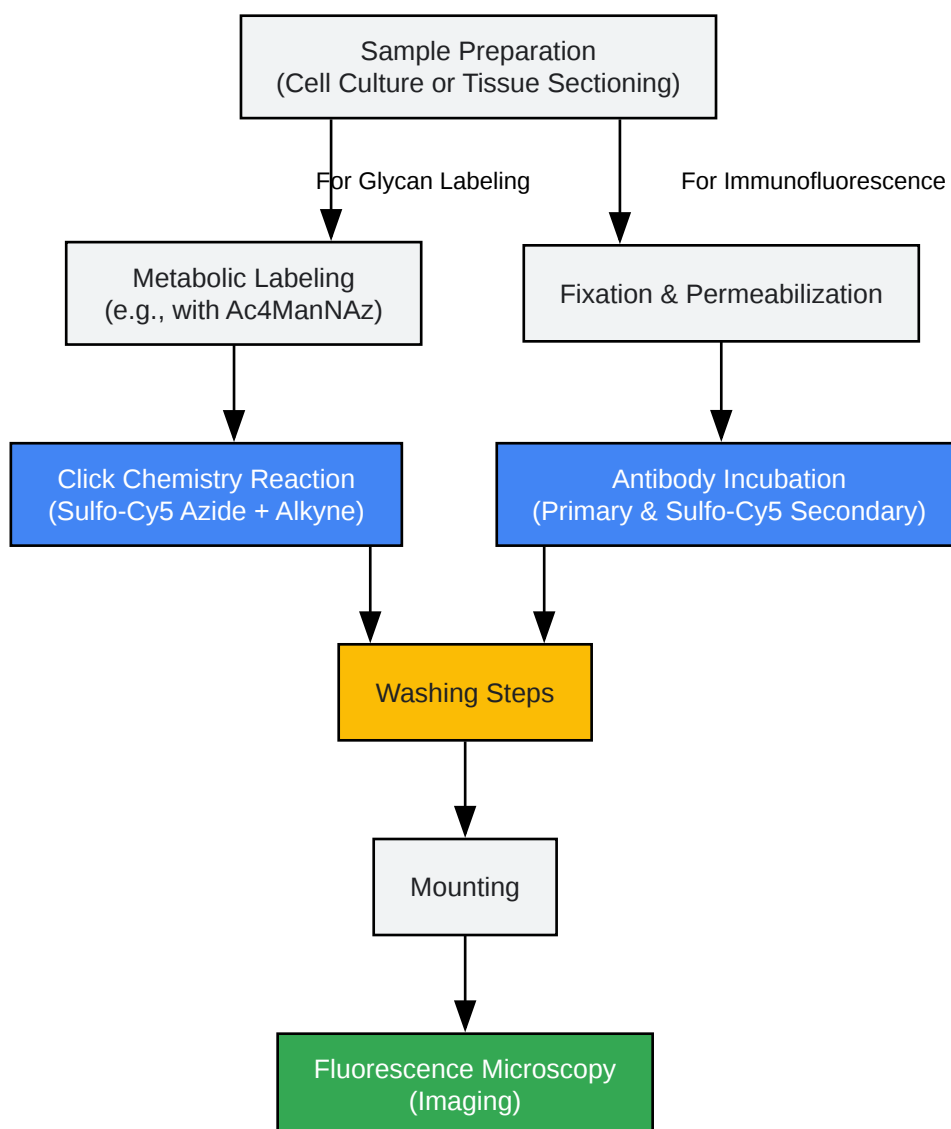 Sample Preparation
(Cell Culture or Tissue Sectioning)
For Glycan Labeling
For Immunofluorescence
Metabolic Labeling
(e.g., with Ac4ManNAz)
Fixation & Permeabilization
Click Chemistry Reaction
(Sulfo-Cy5 Azide + Alkyne)
Antibody Incubation
(Primary & Sulfo-Cy5 Secondary)
Washing Steps
Mounting
Fluorescence Microscopy
(Imaging)